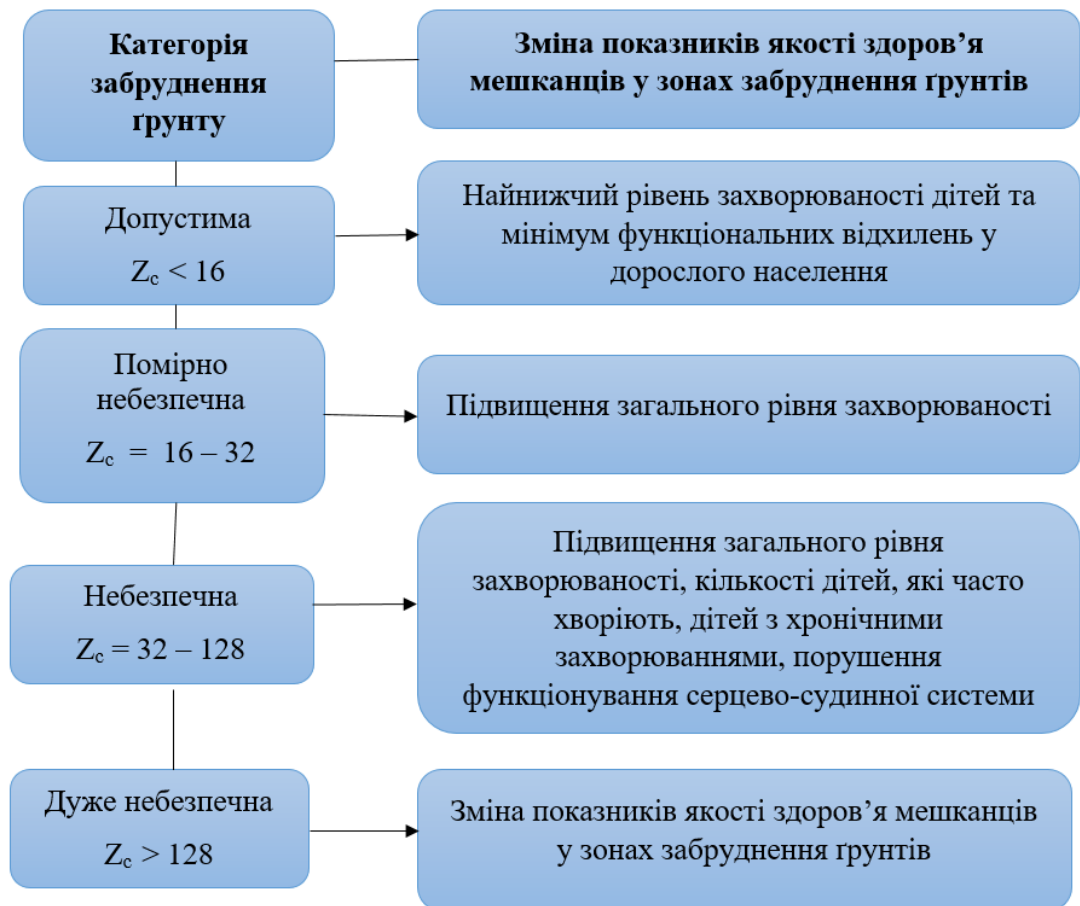 Категорія
забруднення
ґрунту
Зміна показників якості здоров’я
мешканців у зонах забруднення ґрунтів
Допустима
Zc < 16
Найнижчий рівень захворюваності дітей та
мінімум функціональних відхилень у
дорослого населення
Помірно
небезпечна
Zc = 16 – 32
Підвищення загального рівня захворюваності
Небезпечна
Zc = 32 – 128
Підвищення загального рівня
захворюваності, кількості дітей, які часто
хворіють, дітей з хронічними
захворюваннями, порушення
функціонування серцево-судинної системи
Дуже небезпечна
Zc > 128
Зміна показників якості здоров’я мешканців
у зонах забруднення ґрунтів